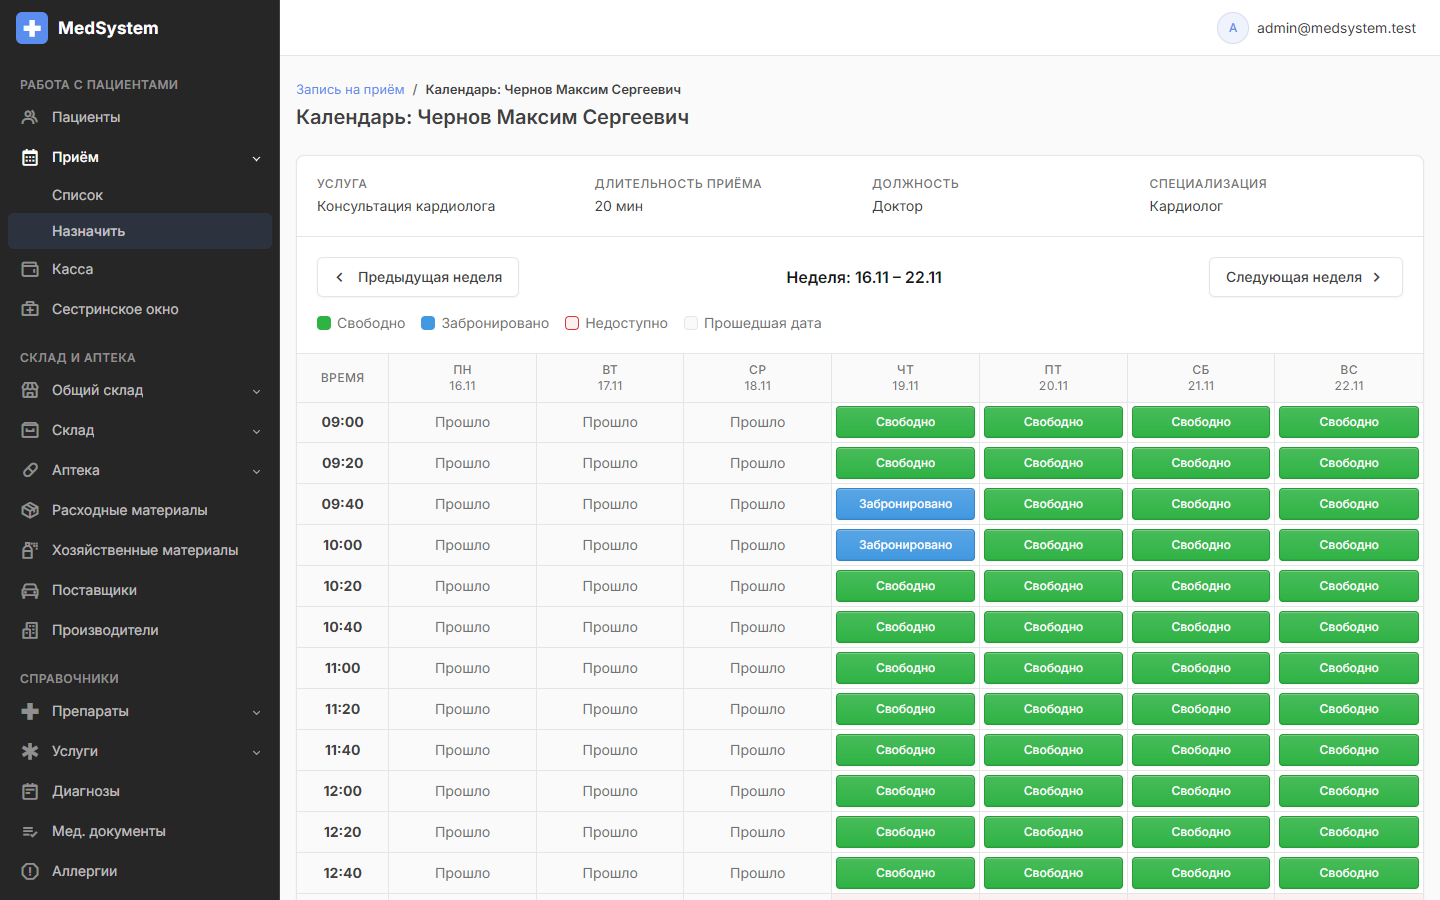 MedSystem
РАБОТА С ПАЦИЕНТАМИ
Пациенты
Приём
Список
Назначить
Касса
Сестринское окно
СКЛАД И АПТЕКА
Общий склад
Склад
Аптека
Расходные материалы
Хозяйственные материалы
Поставщики
Производители
СПРАВОЧНИКИ
Препараты
Услуги
Диагнозы
Мед. документы
Аллергии
A admin@medsystem.test
Запись на приём / Календарь: Чернов Максим Сергеевич
Календарь: Чернов Максим Сергеевич
УСЛУГА ДЛИТЕЛЬНОСТЬ ПРИЁМА ДОЛЖНОСТЬ СПЕЦИАЛИЗАЦИЯ
Консультация кардиолога 20 мин Доктор Кардиолог
Предыдущая неделя Неделя: 16.11 – 22.11 Следующая неделя
Свободно Забронировано Недоступно Прошедшая дата
ВРЕМЯ ПН ВТ СР ЧТ ПТ СБ ВС
16.11 17.11 18.11 19.11 20.11 21.11 22.11
09:00 Прошло Прошло Прошло Свободно Свободно Свободно Свободно
09:20 Прошло Прошло Прошло Свободно Свободно Свободно Свободно
09:40 Прошло Прошло Прошло Забронировано Свободно Свободно Свободно
10:00 Прошло Прошло Прошло Забронировано Свободно Свободно Свободно
10:20 Прошло Прошло Прошло Свободно Свободно Свободно Свободно
10:40 Прошло Прошло Прошло Свободно Свободно Свободно Свободно
11:00 Прошло Прошло Прошло Свободно Свободно Свободно Свободно
11:20 Прошло Прошло Прошло Свободно Свободно Свободно Свободно
11:40 Прошло Прошло Прошло Свободно Свободно Свободно Свободно
12:00 Прошло Прошло Прошло Свободно Свободно Свободно Свободно
12:20 Прошло Прошло Прошло Свободно Свободно Свободно Свободно
12:40 Прошло Прошло Прошло Свободно Свободно Свободно Свободно